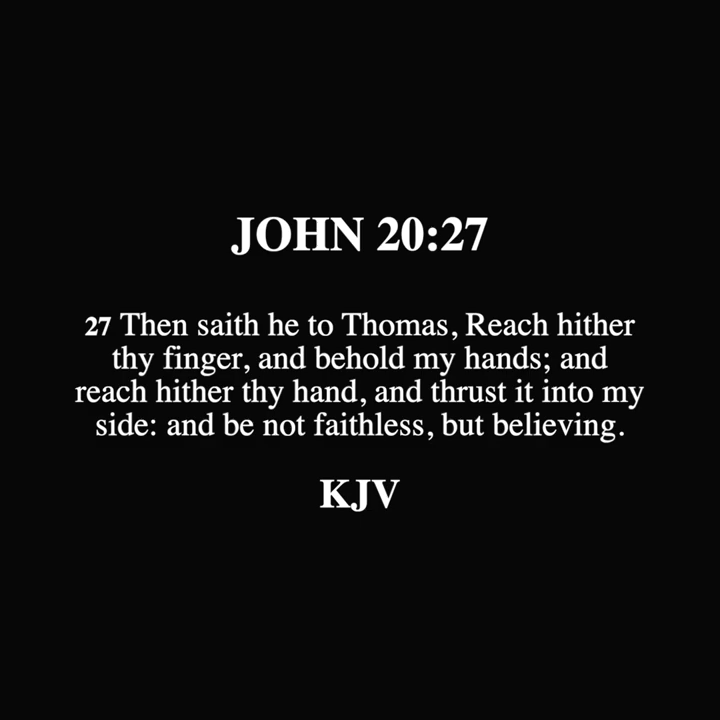 JOHN 20:27
27 Then saith he to Thomas, Reach hither
thy finger, and behold my hands; and
reach hither thy hand, and thrust it into my
side: and be not faithless, but believing.
KJV